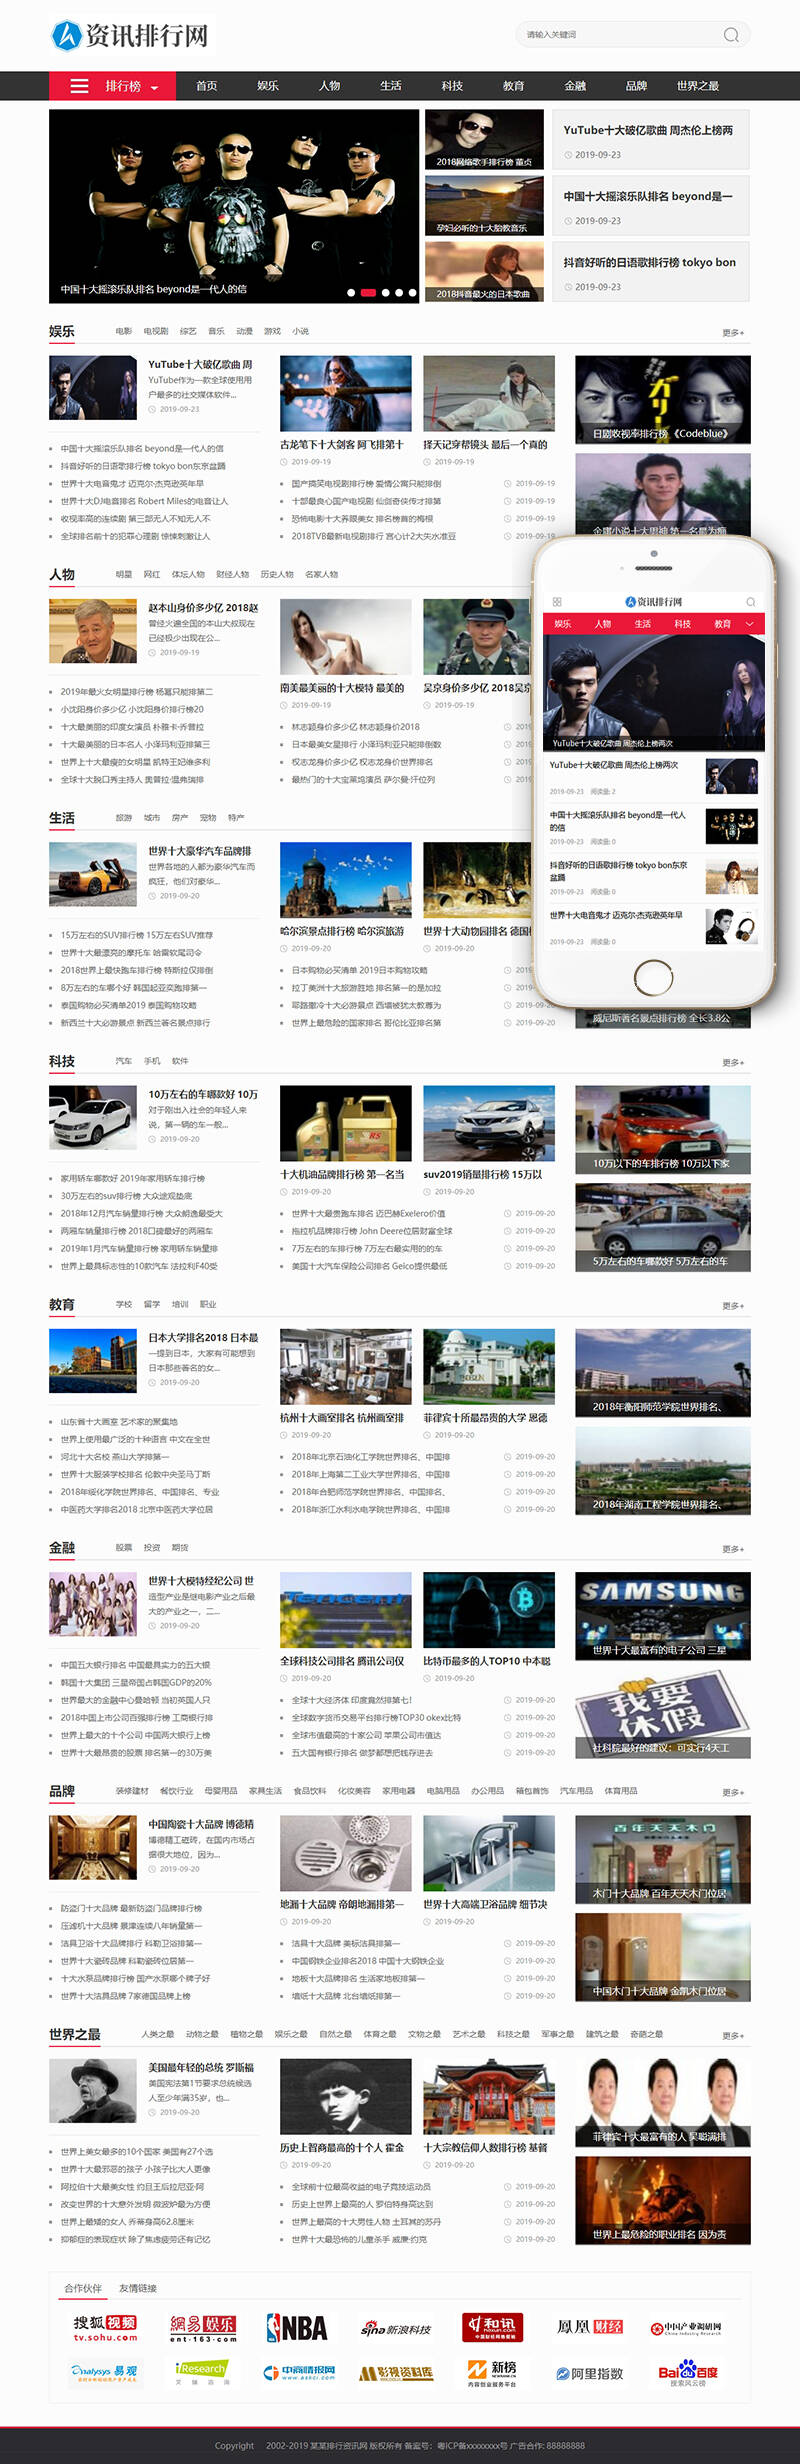 资讯排行网
请输入关键词
排行榜 首页 娱乐 人物 生活 科技 教育 金融 品牌 世界之最
中国十大摇滚乐队排名 beyond是一代人的信
2018网络歌手排行榜 董贞
孕妇必听的十大胎教音乐
2018抖音最火的日本歌曲
YuTube十大破亿歌曲 周杰伦上榜两
2019-09-23
中国十大摇滚乐队排名 beyond是一
2019-09-23
抖音好听的日语歌排行榜 tokyo bon
2019-09-23
娱乐 电影 电视剧 综艺 音乐 动漫 游戏 小说 更多+
YuTube十大破亿歌曲 周
YuTube作为一款全球使用用
户最多的社交媒体软件...
2019-09-23
中国十大摇滚乐队排名 beyond是一代人的信
抖音好听的日语歌排行榜 tokyo bon东京盆踊
世界十大电音鬼才 迈克尔·杰克逊英年早
世界十大DJ电音排名 Robert Miles的电音让人
收视率高的连续剧 第三部无人不知无人不
全球排名前十的犯罪心理剧 惊悚刺激让人
古龙笔下十大剑客 阿飞排第十
2019-09-19
择天记穿帮镜头 最后一个真的
2019-09-19
国产搞笑电视剧排行榜 爱情公寓只能排倒 2019-09-19
十部最良心国产电视剧 仙剑奇侠传才排第 2019-09-19
恐怖电影十大养眼美女 排名榜首的梅根 2019-09-19
2018TVB最新电视剧排行 宫心计2大失水准豆 2019-09-19
日剧收视率排行榜 《Codeblue》
金庸小说十大男神 第一名最为痴
人物 明星 网红 体坛人物 财经人物 历史人物 名家人物
赵本山身价多少亿 2018赵
曾经火遍全国的本山大叔现在
已经极少出现在公...
2019-09-19
2019年最火女明星排行榜 杨幂只能排第二
小沈阳身价多少亿 小沈阳身价排行榜20
十大最美丽的印度女演员 朴雅卡·乔普拉
十大最美丽的日本名人 小泽玛利亚排第三
世界上十大最瘦的女明星 凯特王妃维多利
全球十大脱口秀主持人 奥普拉·温弗瑞排
南美最美丽的十大模特 最美的
2019-09-19
吴京身价多少亿 2018吴京
2019-09-19
林志颖身价多少亿 林志颖身价2018
日本最美女星排行 小泽玛利亚只能排倒数
权志龙身价多少亿 权志龙身价世界排名
最热门的十大宝莱坞演员 萨尔曼·汗位列
资讯排行网
娱乐 人物 生活 科技 教育
YuTube十大破亿歌曲 周杰伦上榜两次
YuTube十大破亿歌曲 周杰伦上榜两次
2019-09-23 阅读量: 2
中国十大摇滚乐队排名 beyond是一代人
的信
2019-09-23 阅读量: 0
抖音好听的日语歌排行榜 tokyo bon东京
盆踊
2019-09-23 阅读量: 0
世界十大电音鬼才 迈克尔·杰克逊英年早
2019-09-23 阅读量: 0
生活 旅游 城市 房产 宠物 特产
世界十大豪华汽车品牌排
世界各地的人都为豪华汽车而
疯狂，他们对豪华...
2019-09-20
15万左右的SUV排行榜 15万左右SUV推荐
世界十大最漂亮的摩托车 哈雷软尾司令
2018世界上最快跑车排行榜 特斯拉仅排倒
8万左右的车哪个好 韩国起亚奕跑排第一
泰国购物必买清单2019 泰国购物攻略
新西兰十大必游景点 新西兰著名景点排行
哈尔滨景点排行榜 哈尔滨旅游
2019-09-20
世界十大动物园排名 德国柏
2019-09-20
日本购物必买清单 2019日本购物攻略
拉丁美洲十大旅游胜地 排名第一的是加拉
耶路撒冷十大必游景点 西墙被犹太教尊为
世界上最危险的国家排名 哥伦比亚排名第 2019-09-20
威尼斯著名景点排行榜 全长3.8公
科技 汽车 手机 软件 更多+
10万左右的车哪款好 10万
对于刚出入社会的年轻人来
说，第一辆的车一般...
2019-09-20
家用轿车哪款好 2019年家用轿车排行榜
30万左右的suv排行榜 大众途观垫底
2018年12月汽车销量排行榜 大众朗逸最受大
两厢车销量排行榜 2018口碑最好的两厢车
2019年1月汽车销量排行榜 家用轿车销量排
世界上最具标志性的10款汽车 法拉利F40受
十大机油品牌排行榜 第一名当
2019-09-20
suv2019销量排行榜 15万以
2019-09-20
世界十大最贵跑车排名 迈巴赫Exelero价值 2019-09-20
拖拉机品牌排行榜 John Deere位居财富全球 2019-09-20
7万左右的车排行榜 7万左右最实用的的车 2019-09-20
美国十大汽车保险公司排名 Geico提供最低 2019-09-20
10万以下的车排行榜 10万以下家
5万左右的车哪款好 5万左右的车
教育 学校 留学 培训 职业 更多+
日本大学排名2018 日本最
一提到日本，大家有可能想到
日本那些著名的女...
2019-09-20
山东省十大画室 艺术家的聚集地
世界上使用最广泛的十种语言 中文在全世
河北十大名校 燕山大学排第一
世界十大服装学校排名 伦敦中央圣马丁斯
2018年绥化学院世界排名、中国排名、专业
中医药大学排名2018 北京中医药大学位居
杭州十大画室排名 杭州画室排
2019-09-20
菲律宾十所最昂贵的大学 恩德
2019-09-20
2018年北京石油化工学院世界排名、中国排 2019-09-20
2018年上海第二工业大学世界排名、中国排 2019-09-20
2018年合肥师范学院世界排名、中国排名、 2019-09-20
2018年浙江水利水电学院世界排名、中国排 2019-09-20
2018年衡阳师范学院世界排名、
2018年湖南工程学院世界排名、
金融 股票 投资 期货 更多+
世界十大模特经纪公司 世
造型产业是继电影产业之后最
大的产业之一，二...
2019-09-20
中国五大银行排名 中国最具实力的五大银
韩国十大集团 三星帝国占韩国GDP的20%
世界最大的金融中心曼哈顿 当初英国人只
2018中国上市公司百强排行榜 工商银行排
世界上最大的十个公司 中国两大银行上榜
世界十大最昂贵的股票 排名第一的30万美
Tencent
全球科技公司排名 腾讯公司仅
2019-09-20
比特币最多的人TOP10 中本聪
2019-09-20
全球十大经济体 印度竟然排第七! 2019-09-20
全球数字货币交易平台排行榜TOP30 okex比特 2019-09-20
全球市值最高的十家公司 苹果公司市值达 2019-09-20
五大国有银行排名 做梦都想把钱存进去 2019-09-20
SAMSUNG
世界十大最富有的电子公司 三星
我要
休假
社科院最好的建议：可实行4天工
品牌 装修建材 餐饮行业 母婴用品 家具生活 食品饮料 化妆美容 家用电器 电脑用品 办公用品 箱包首饰 汽车用品 体育用品 更多+
中国陶瓷十大品牌 博德精
博德精工砖砖，在国内市场占
据很大地位，因为...
2019-09-20
防盗门十大品牌 最新防盗门品牌排行榜
压滤机十大品牌 景津连续八年销量第一
洁具卫浴十大品牌排行 科勒卫浴排第一
世界十大瓷砖品牌 科勒瓷砖位居第一
十大水泵品牌排行榜 国产水泵哪个牌子好
世界十大洁具品牌 7家德国品牌上榜
地漏十大品牌 帝朗地漏排第一
2019-09-20
世界十大高端卫浴品牌 细节决
2019-09-20
洁具十大品牌 美标洁具排第一 2019-09-20
中国钢铁企业排名2018 中国十大钢铁企业 2019-09-20
地板十大品牌排名 生活家地板排第一 2019-09-20
墙纸十大品牌 北台墙纸排第一 2019-09-20
百年天天木门
木门十大品牌 百年天天木门位居
中国木门十大品牌 金凯木门位居
世界之最 人类之最 动物之最 植物之最 娱乐之最 自然之最 体育之最 文物之最 艺术之最 科技之最 军事之最 建筑之最 奇葩之最 更多+
美国最年轻的总统 罗斯福
美国宪法第1节要求总统候选
人至少年满35岁，也...
2019-09-20
世界上美女最多的10个国家 美国有27个选
世界十大最邪恶的孩子 小孩子比大人更像
阿拉伯十大最美女性 约旦王后拉尼亚·阿
改变世界的十大意外发明 微波炉最为方便
世界上最矮的女人 乔蒂身高62.8厘米
抑郁症的表现症状 除了焦虑疲劳还有记忆
历史上智商最高的十个人 霍金
2019-09-20
十大宗教信仰人数排行榜 基督
2019-09-20
全球前十位最高收益的电子竞技运动员 2019-09-20
历史上世界上最高的人 罗伯特身高达到 2019-09-20
世界上最高的十大男性人物 土耳其的苏丹 2019-09-20
世界十大最恐怖的儿童杀手 威廉·约克 2019-09-20
菲律宾十大最富有的人 吴聪满排
世界上最危险的职业排名 因为责
合作伙伴 友情链接
搜狐视频
tv.sohu.com
網易娱乐
ent·163.com
NBA
sina新浪科技
和讯
hexun.com
鳳凰财经
中国产业调研网
China Industry Research
analysys易观
iResearch
艾瑞咨询
中商情报网
www.askci.com
影视资料库
新榜
内容创业服务平台
阿里指数
Bai百度
搜索风云榜
Copyright 2002-2019 某某排行资讯网 版权所有 备案号：粤ICP备xxxxxxxx号 广告合作: 88888888